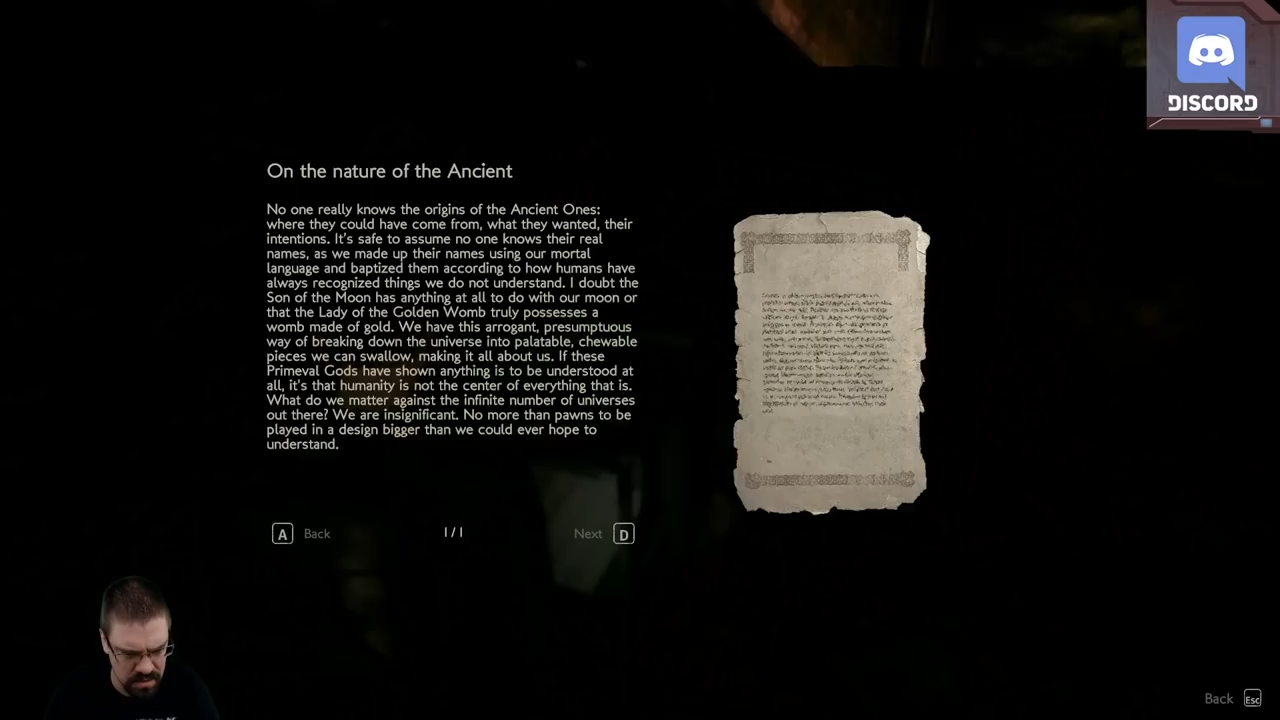 DISCORD
On the nature of the Ancient
No one really knows the origins of the Ancient Ones:
where they could have come from, what they wanted, their
intentions. It's safe to assume no one knows their real
names, as we made up their names using our mortal
language and baptized them according to how humans have
always recognized things we do not understand. I doubt the
Son of the Moon has anything at all to do with our moon or
that the Lady of the Golden Womb truly possesses a
womb made of gold. We have this arrogant, presumptuous
way of breaking down the universe into palatable, chewable
pieces we can swallow, making it all about us. If these
Primeval Gods have shown anything is to be understood at
all, it's that humanity is not the center of everything that is.
What do we matter against the infinite number of universes
out there? We are insignificant. No more than pawns to be
played in a design bigger than we could ever hope to
understand.
A Back 1/1 Next D
Back Esc